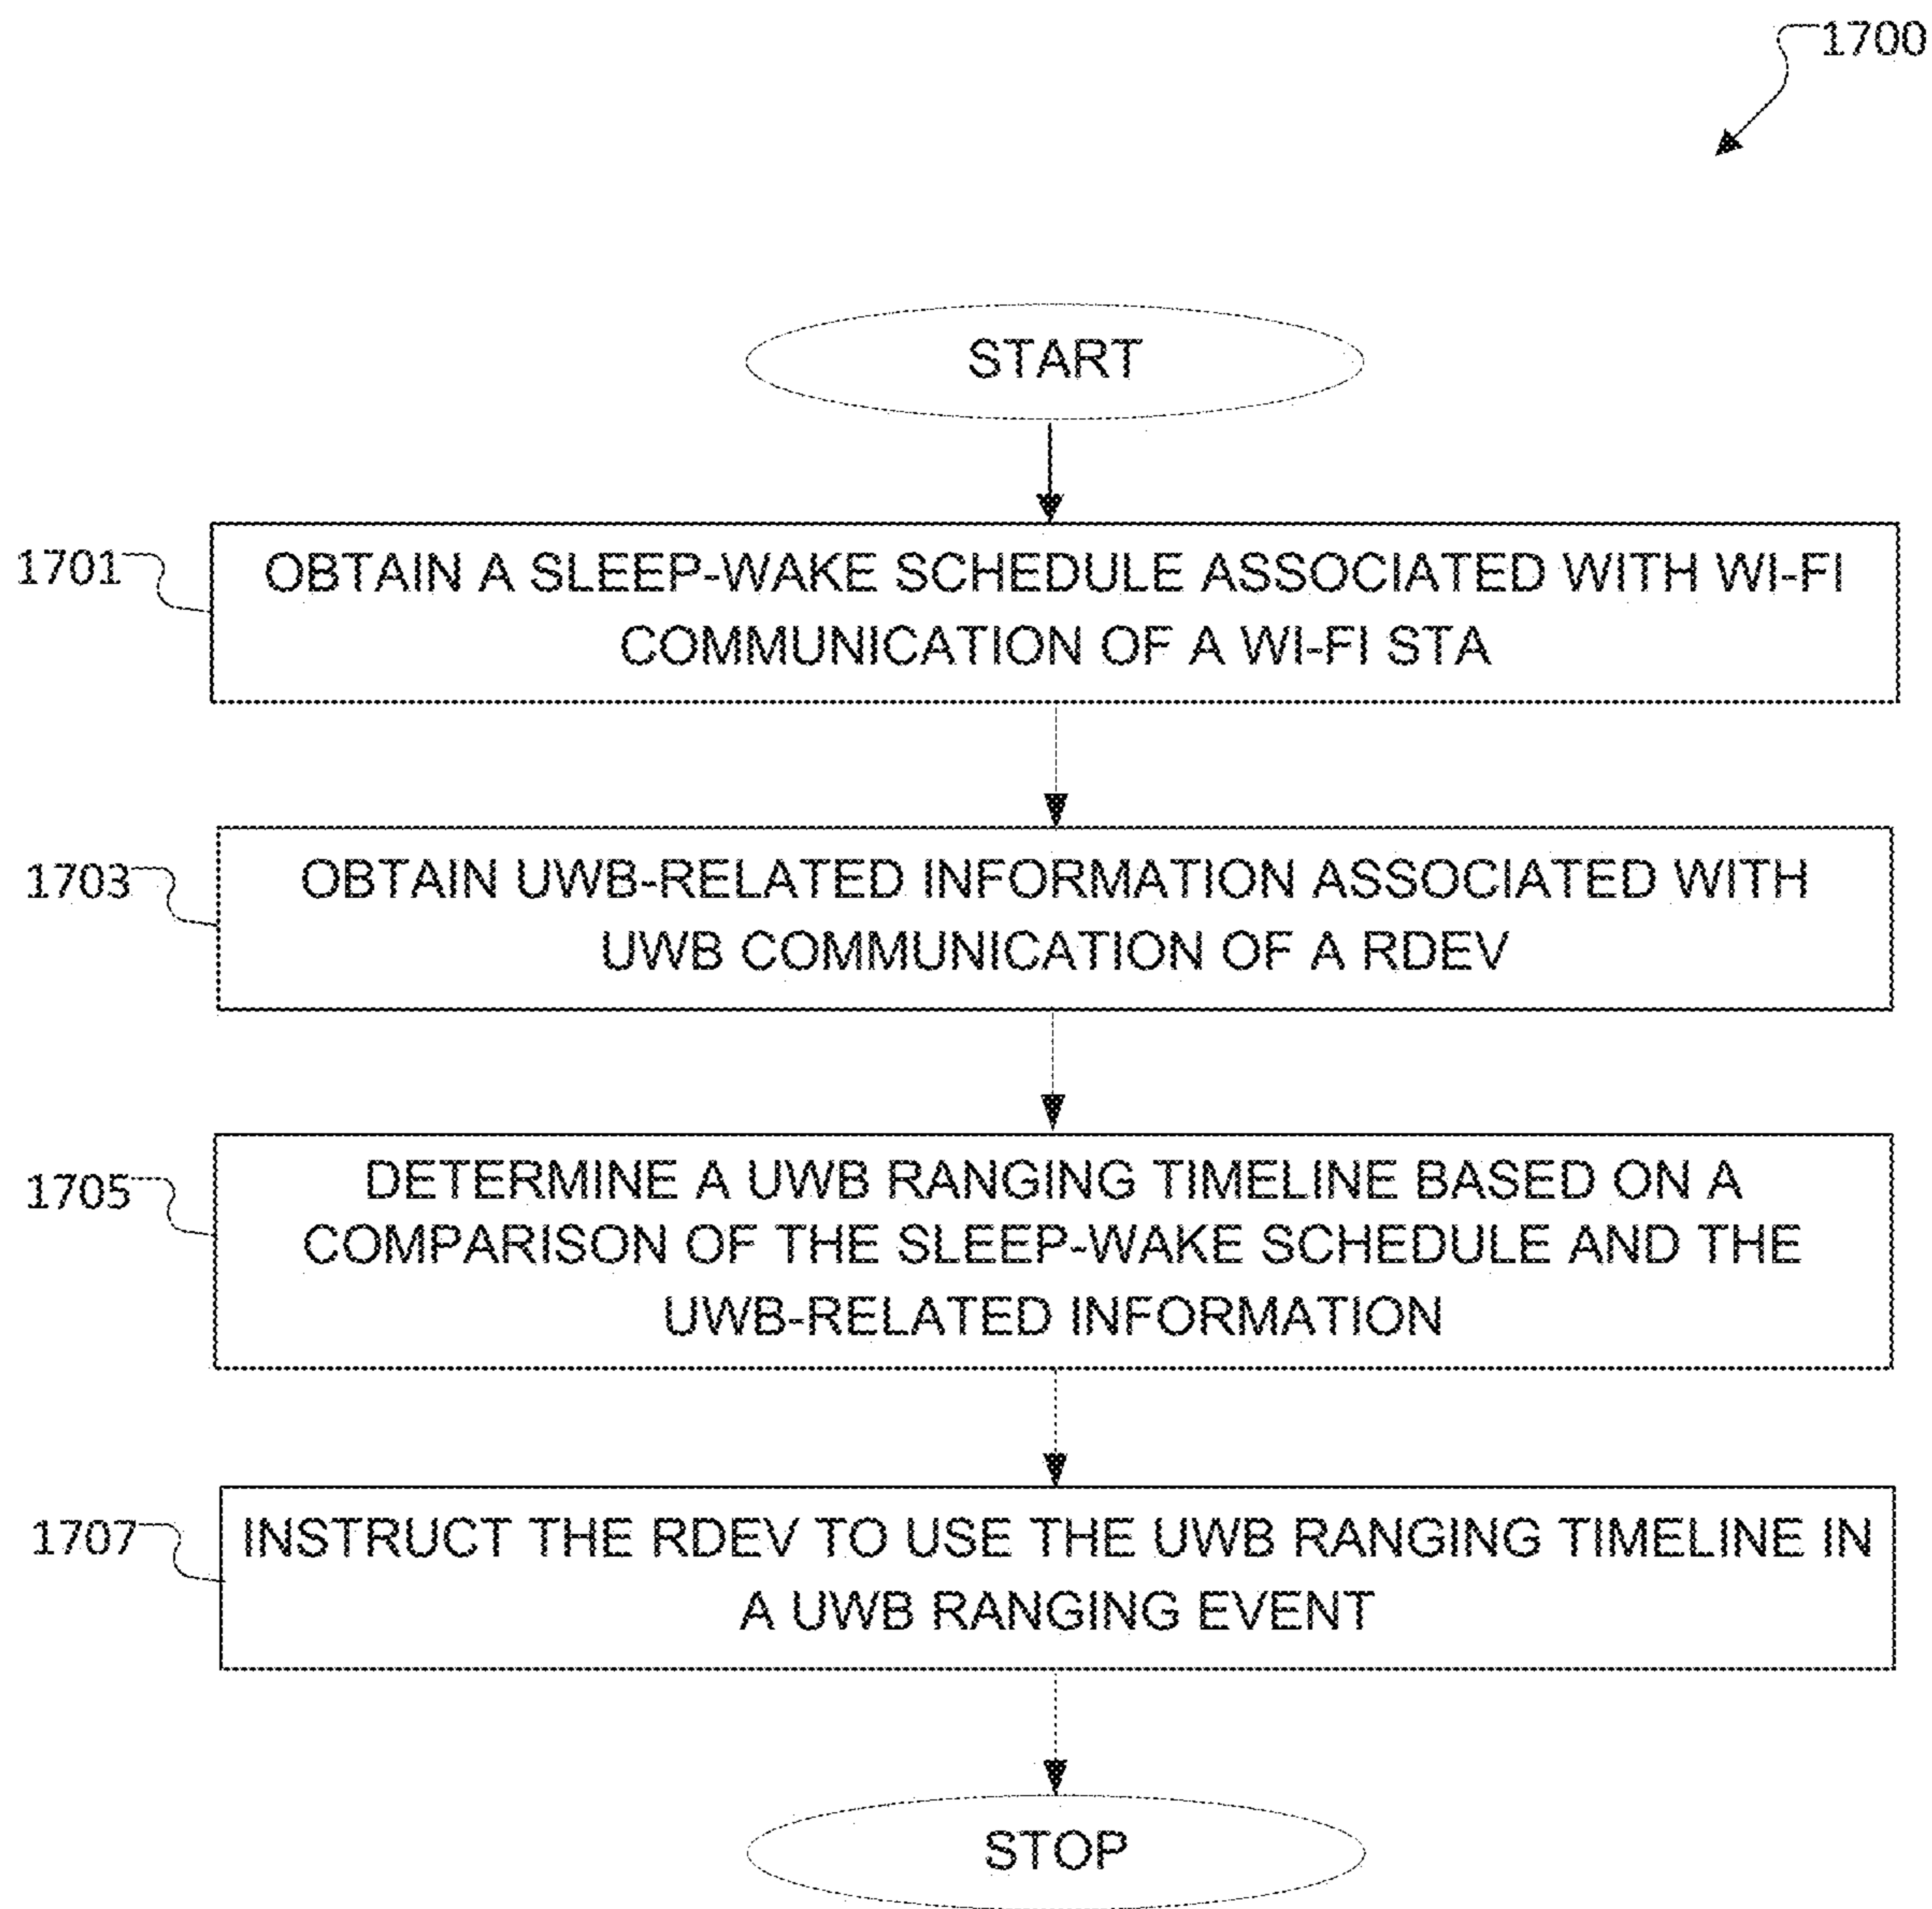 1700
START
1701
OBTAIN A SLEEP-WAKE SCHEDULE ASSOCIATED WITH WI-FI
COMMUNICATION OF A WI-FI STA
1703
OBTAIN UWB-RELATED INFORMATION ASSOCIATED WITH
UWB COMMUNICATION OF A RDEV
1705
DETERMINE A UWB RANGING TIMELINE BASED ON A
COMPARISON OF THE SLEEP-WAKE SCHEDULE AND THE
UWB-RELATED INFORMATION
1707
INSTRUCT THE RDEV TO USE THE UWB RANGING TIMELINE IN
A UWB RANGING EVENT
STOP